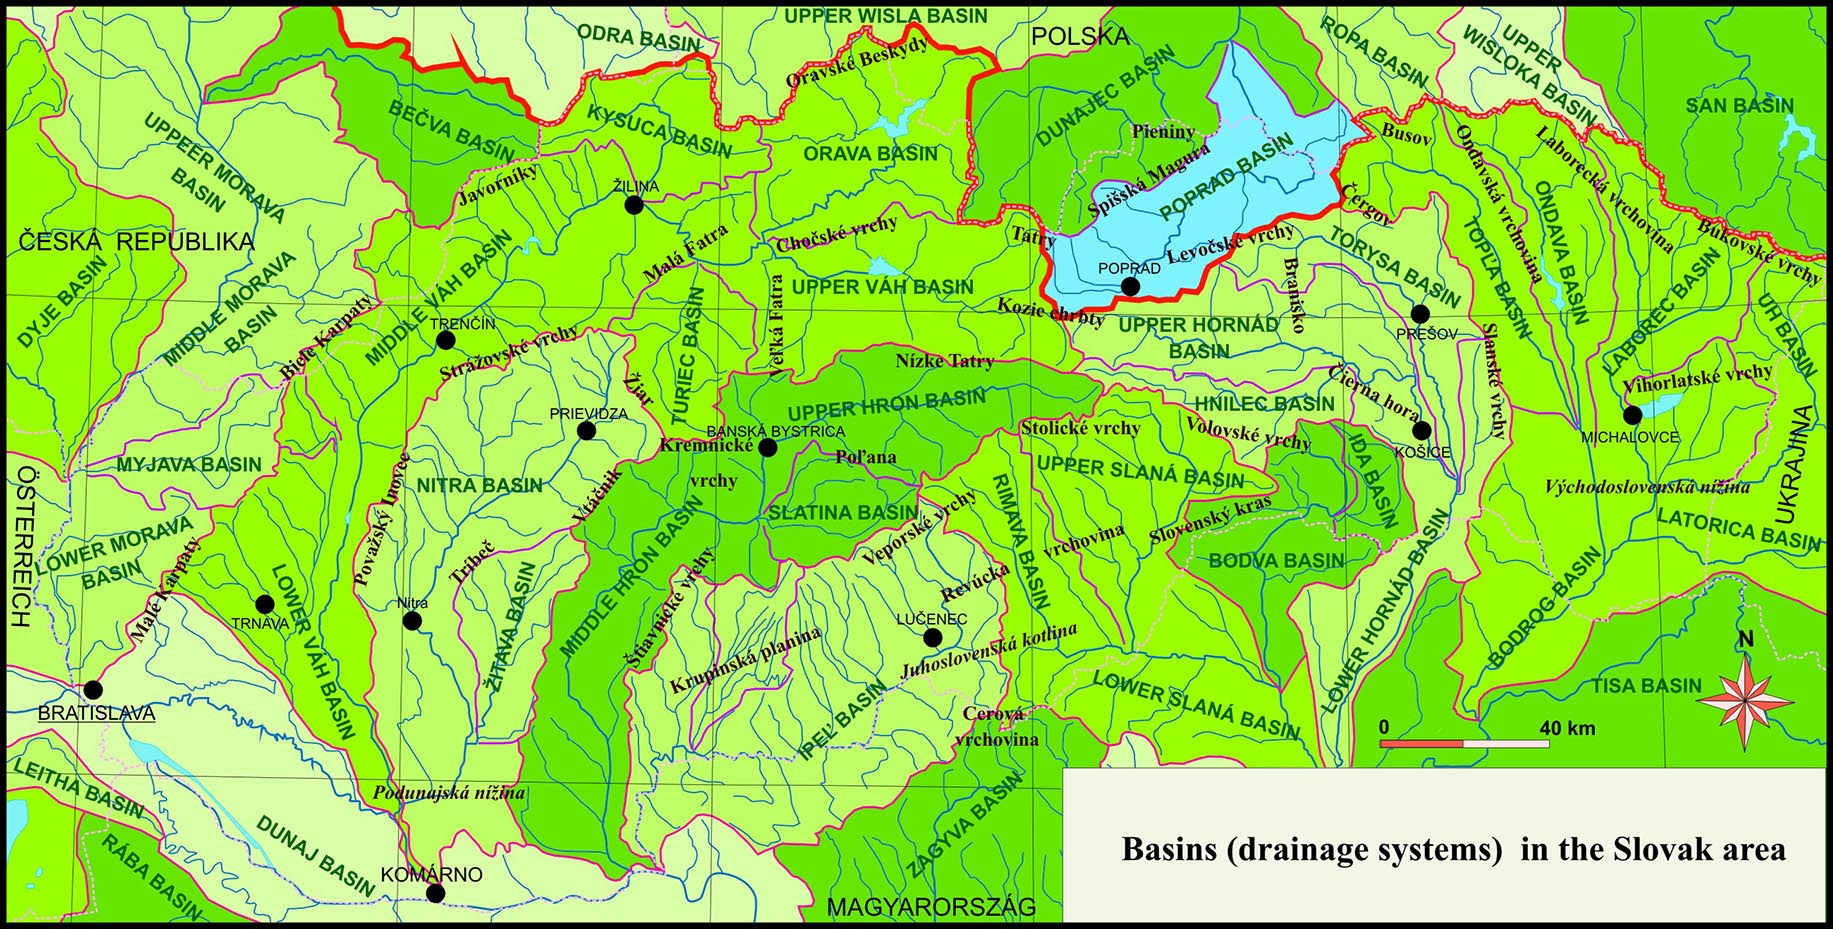 UPPER WISLA BASIN
ODRA BASIN
POLSKA
ROPA BASIN
UPPER
WISLOKA BASIN
SAN BASIN
Oravské Beskydy
DUNAJEC BASIN
BEČVA BASIN
KYSUCA BASIN
ORAVA BASIN
Pieniny
Busov
Ondavská vrchovina
Laborecká vrchovina
UPPEER MORAVA
BASIN
Javorníky
ŽILINA
Spišská Magura
POPRAD BASIN
Čergov
ONDAVA BASIN
TOPĽA BASIN
Bukovské vrchy
ČESKÁ REPUBLIKA
Malá Fatra
Chočské vrchy
Tatry
Levočské vrchy
TORYSA BASIN
DYJE BASIN
MIDDLE MORAVA
BASIN
MIDDLE VÁH BASIN
POPRAD
Branisko
UPPER VÁH BASIN
Veľká Fatra
TURIEC BASIN
Kozie chrbty
UPPER HORNÁD
BASIN
PREŠOV
Slanské vrchy
LABOREC BASIN
UH BASIN
Biele Karpaty
TRENČÍN
Strážovské vrchy
Nízke Tatry
Žiar
Čierna hora
Vihorlatské vrchy
PRIEVIDZA
UPPER HRON BASIN
HNILEC BASIN
BANSKÁ BYSTRICA
Kremnické
vrchy
Stolické vrchy
Volovské vrchy
KOŠICE
MICHALOVCE
UKRAJINA
MYJAVA BASIN
Poľana
UPPER SLANÁ BASIN
IDA BASIN
ÖSTERREICH
NITRA BASIN
Považský Inovec
Vtáčnik
SLATINA BASIN
RIMAVA BASIN
Východoslovenská nížina
LATORICA BASIN
LOWER MORAVA
BASIN
Veporské vrchy
Slovenský kras
Revúcka
vrchovina
BODVA BASIN
LOWER HORNÁD BASIN
Malé Karpaty
Tribeč
MIDDLE HRON BASIN
Štiavnické vrchy
BODROG BASIN
TRNAVA
LOWER VÁH BASIN
Nitra
ŽITAVA BASIN
LUČENEC
Krupinská planina
Juhoslovenská kotlina
N
BRATISLAVA
IPEĽ BASIN
LOWER SLANÁ BASIN
TISA BASIN
Cerová
vrchovina
0
40 km
LEITHA BASIN
Podunajská nížina
ZAGYVA BASIN
DUNAJ BASIN
RÁBA BASIN
KOMÁRNO
MAGYARORSZÁG
Basins (drainage systems) in the Slovak area